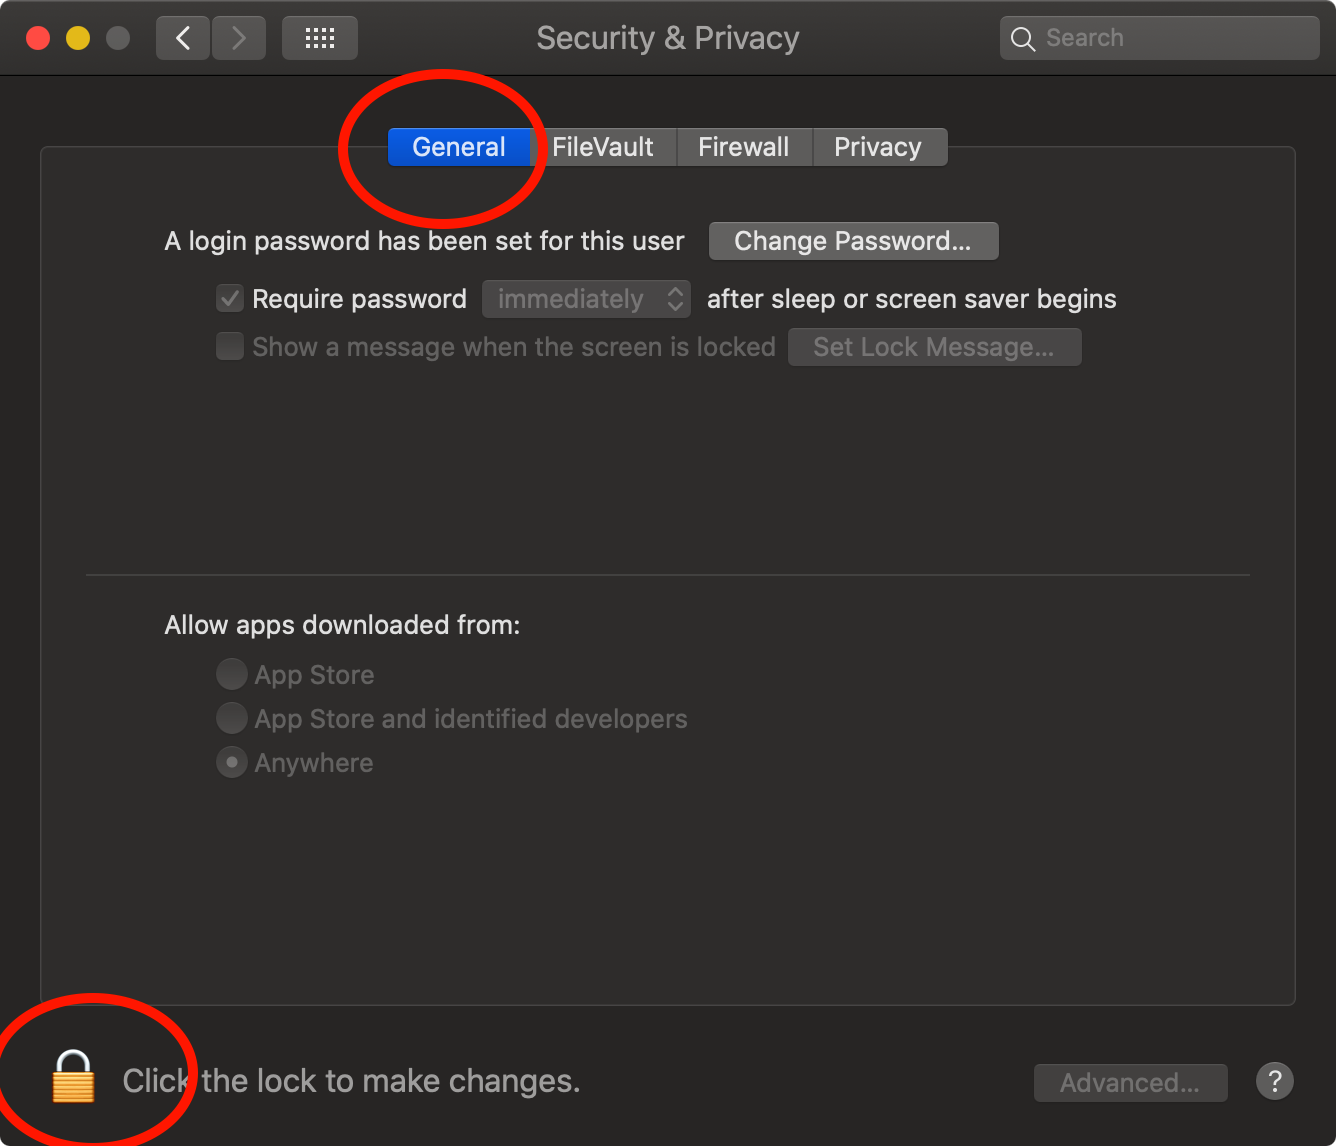 Security & Privacy
Search
General FileVault Firewall Privacy
A login password has been set for this user Change Password...
Require password immediately after sleep or screen saver begins
Show a message when the screen is locked Set Lock Message...
Allow apps downloaded from:
App Store
App Store and identified developers
Anywhere
Click the lock to make changes.
Advanced... ?